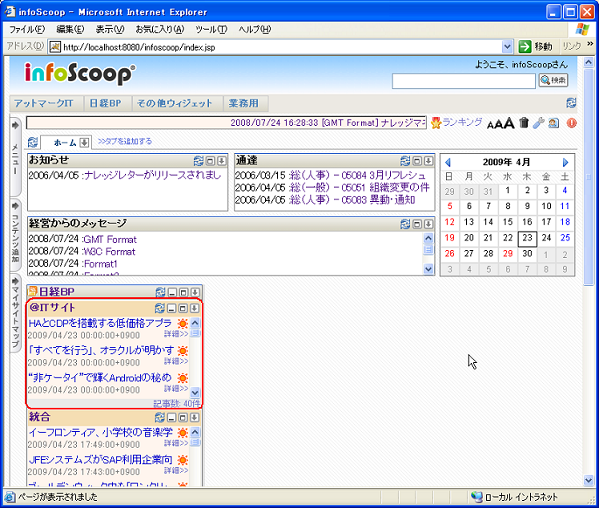 infoScoop - Microsoft Internet Explorer
ファイル(F) 編集(E) 表示(V) お気に入り(A) ツール(T) ヘルプ(H)
アドレス(D) http://localhost:8080/infoscoop/index.jsp 移動 リンク »
infoScoop
ようこそ、infoScoopさん
検索
アットマークIT 日経BP その他ウィジェット 業務用
2008/07/24 16:28:33 [GMT Format] ナレッジマネ
ランキング AAA
メニュー
コンテンツ追加
マイサイトマップ
ホーム >>タブを追加する
お知らせ
2006/04/05 :ナレッジレターがリリースされまし
通達
2006/03/15 :総(人事) − 05084 3月リフレシュ
2006/04/05 :総(一般) − 05051 組織変更の件
2006/04/05 :総(人事) − 05083 異動・通知
2009年 4月
日 月 火 水 木 金 土
29 30 31 1 2 3 4
5 6 7 8 9 10 11
12 13 14 15 16 17 18
19 20 21 22 23 24 25
26 27 28 29 30 1 2
3 4 5 6 7 8 9
経営からのメッセージ
2008/07/24 :GMT Format
2008/07/24 :W3C Format
2008/07/24 :Format1
2008/07/24 :Format2
日経BP
@ITサイト
HAとCDPを搭載する低価格アプラ
2009/04/23 00:00:00+0900 詳細>>
「すべてを行う」、オラクルが明かす
2009/04/23 00:00:00+0900 詳細>>
“非ケータイ”で輝くAndroidの秘め
2009/04/23 00:00:00+0900 詳細>>
記事数: 40件
統合
イーフロンティア、小学校の音楽学
2009/04/23 17:49:00+0900 詳細>>
JFEシステムズがSAP利用企業向
2009/04/23 17:43:00+0900 詳細>>
ページが表示されました
ローカル イントラネット